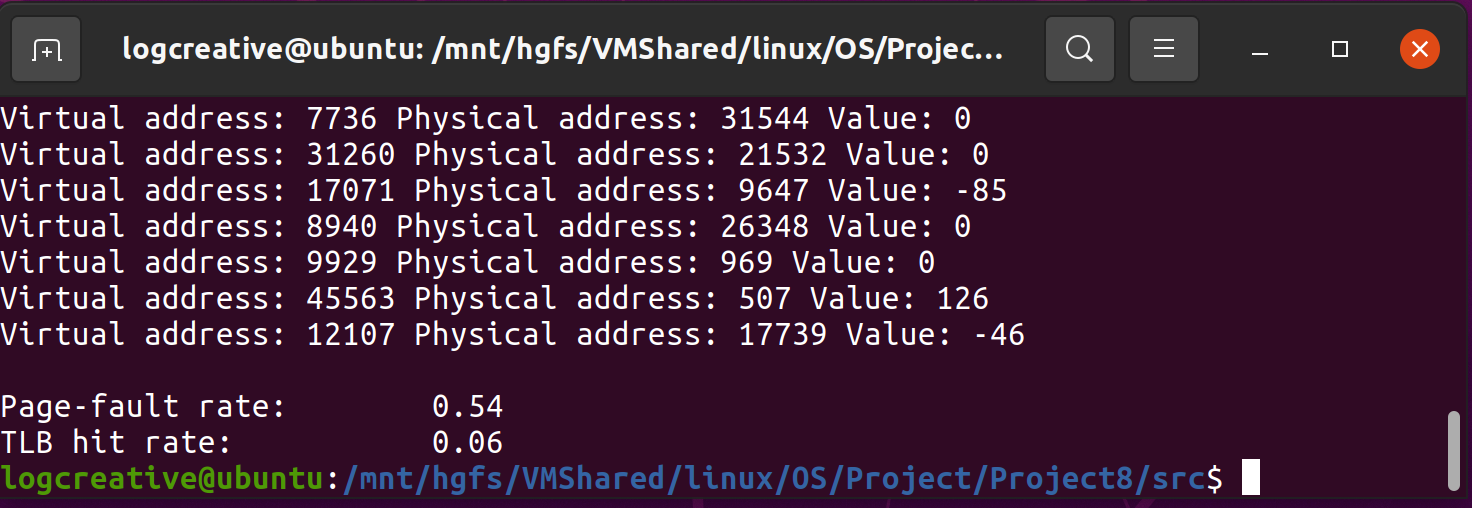 logcreative@ubuntu: /mnt/hgfs/VMShared/linux/OS/Projec...
Virtual address: 7736 Physical address: 31544 Value: 0
Virtual address: 31260 Physical address: 21532 Value: 0
Virtual address: 17071 Physical address: 9647 Value: -85
Virtual address: 8940 Physical address: 26348 Value: 0
Virtual address: 9929 Physical address: 969 Value: 0
Virtual address: 45563 Physical address: 507 Value: 126
Virtual address: 12107 Physical address: 17739 Value: -46
Page-fault rate: 0.54
TLB hit rate: 0.06
logcreative@ubuntu:/mnt/hgfs/VMShared/linux/OS/Project/Project8/src$